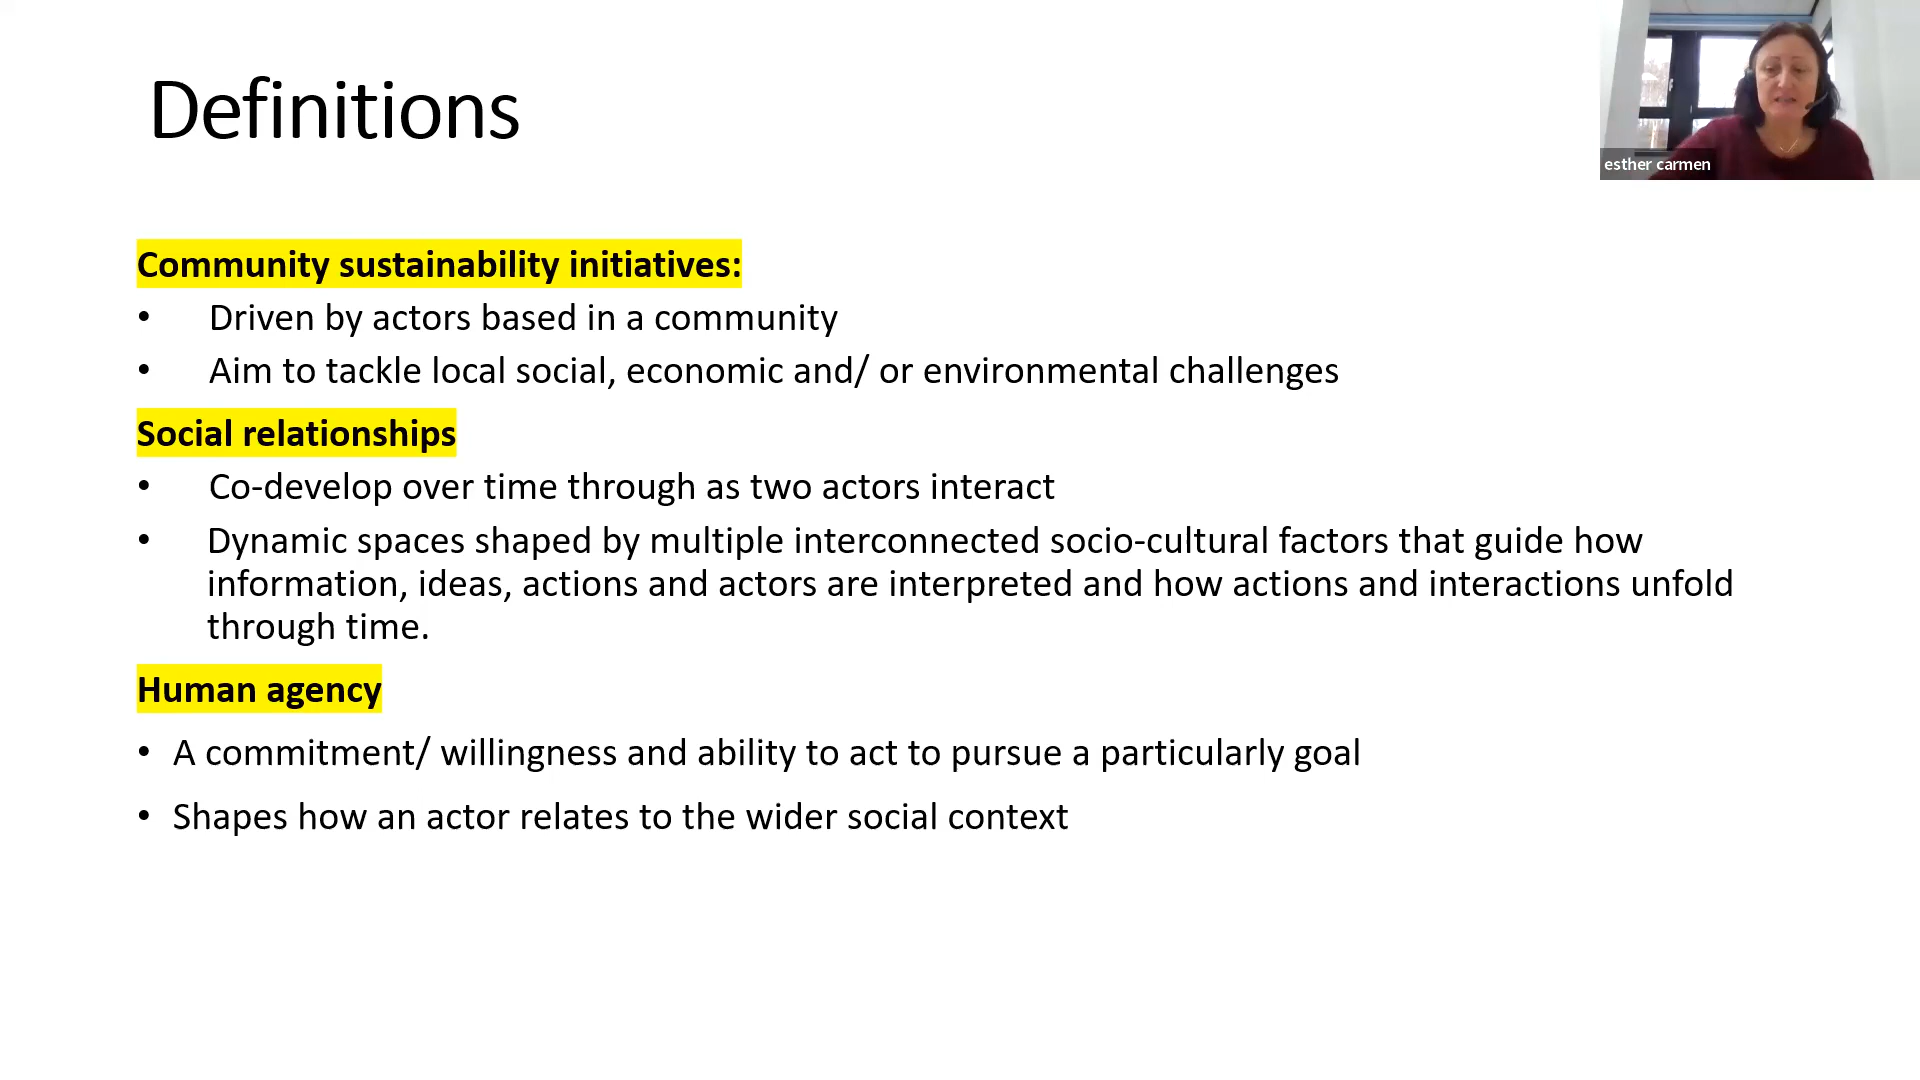 Definitions
esther carmen
Community sustainability initiatives:
• Driven by actors based in a community
• Aim to tackle local social, economic and/ or environmental challenges
Social relationships
• Co-develop over time through as two actors interact
• Dynamic spaces shaped by multiple interconnected socio-cultural factors that guide how
information, ideas, actions and actors are interpreted and how actions and interactions unfold
through time.
Human agency
• A commitment/ willingness and ability to act to pursue a particularly goal
• Shapes how an actor relates to the wider social context